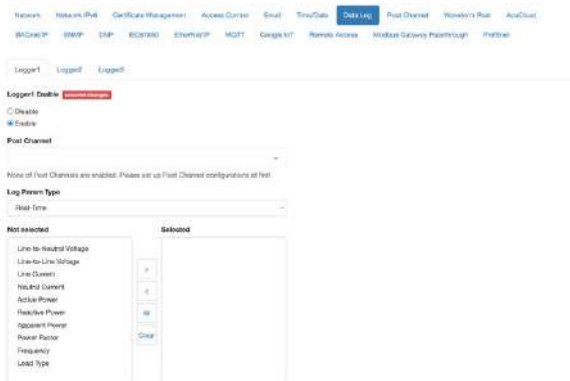 Network Network IPv6 Certificate Management Access Control Email Time/Date Data Log Post Channel Waveform Post AcuCloud
BACnet/IP SNMP DNP IEC61850 EtherNet/IP MQTT Google IoT Remote Access Modbus Gateway Passthrough Profinet
Logger1 Logger2 Logger3
Logger1 Enable Unsaved changes
Disable
Enable
Post Channel
None of Post Channels are enabled. Please set up Post Channel configurations at first
Log Param Type
Real-Time
Not selected Selected
Line-to-Neutral Voltage
Line-to-Line Voltage
Line Current
Neutral Current
Active Power
Reactive Power
Apparent Power
Power Factor
Frequency
Load Type
>
<
All
Clear